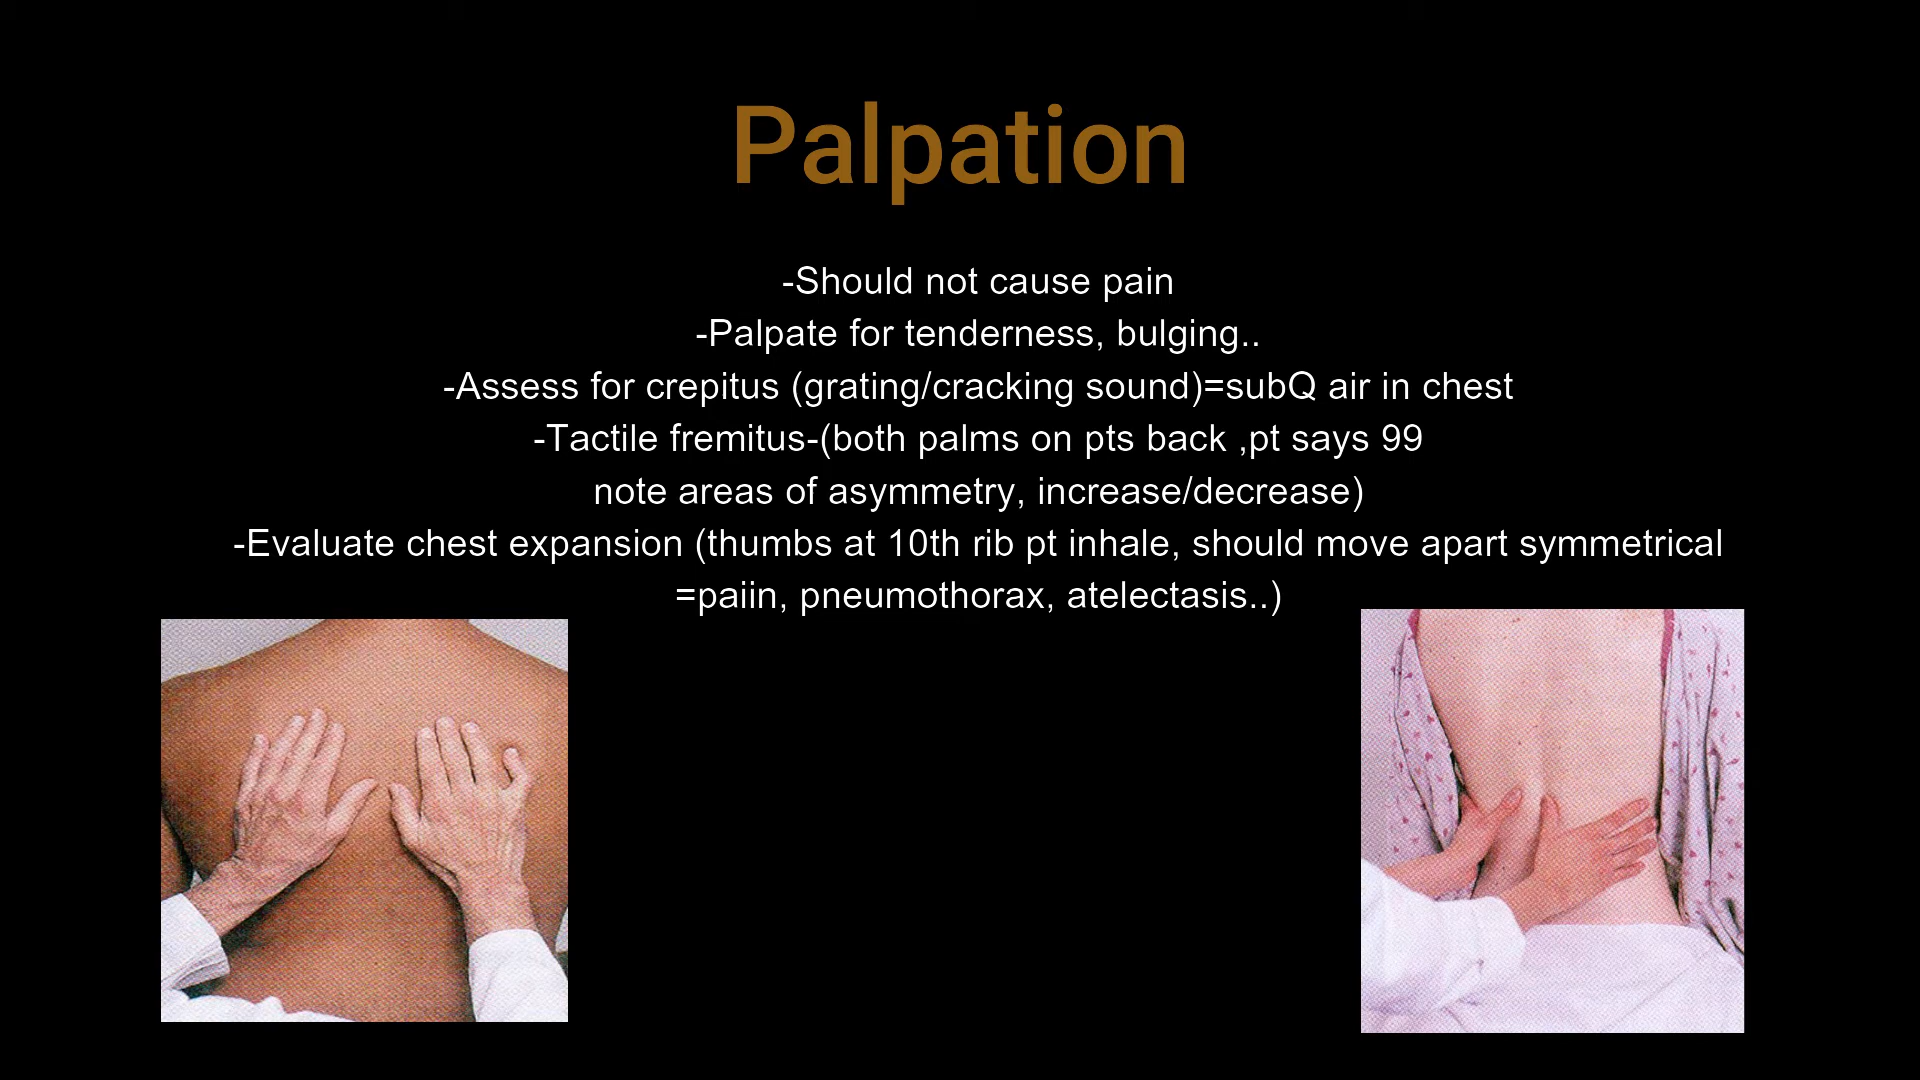 Palpation
-Should not cause pain
-Palpate for tenderness, bulging..
-Assess for crepitus (grating/cracking sound)=subQ air in chest
-Tactile fremitus-(both palms on pts back ,pt says 99
note areas of asymmetry, increase/decrease)
-Evaluate chest expansion (thumbs at 10th rib pt inhale, should move apart symmetrical
=paiin, pneumothorax, atelectasis..)